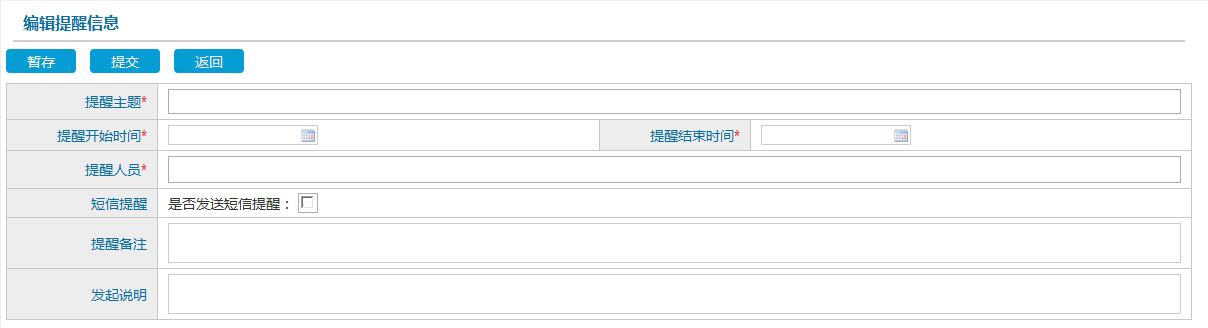 编辑提醒信息
暂存 提交 返回
提醒主题*
提醒开始时间* 提醒结束时间*
提醒人员*
短信提醒 是否发送短信提醒：
提醒备注
发起说明